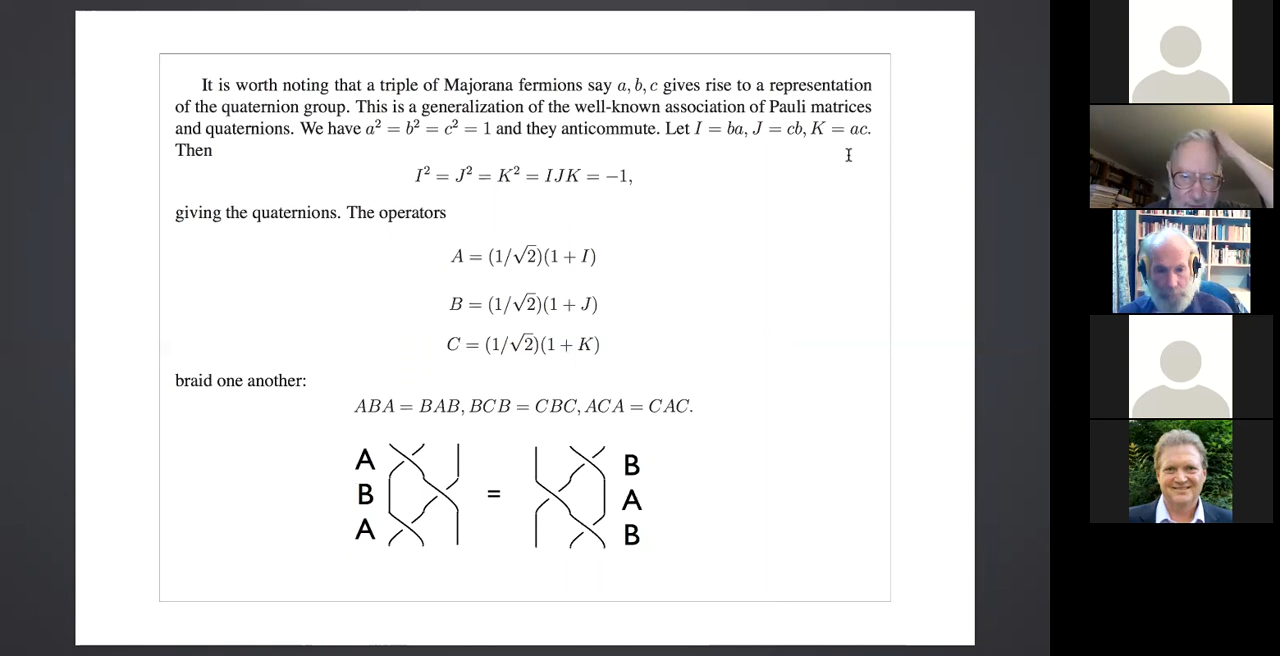 It is worth noting that a triple of Majorana fermions say a, b, c gives rise to a representation
of the quaternion group. This is a generalization of the well-known association of Pauli matrices
and quaternions. We have a² = b² = c² = 1 and they anticommute. Let I = ba, J = cb, K = ac.
Then
I² = J² = K² = IJK = −1,
giving the quaternions. The operators
A = (1/√2)(1 + I)
B = (1/√2)(1 + J)
C = (1/√2)(1 + K)
braid one another:
ABA = BAB, BCB = CBC, ACA = CAC.
A B
B = A
A B